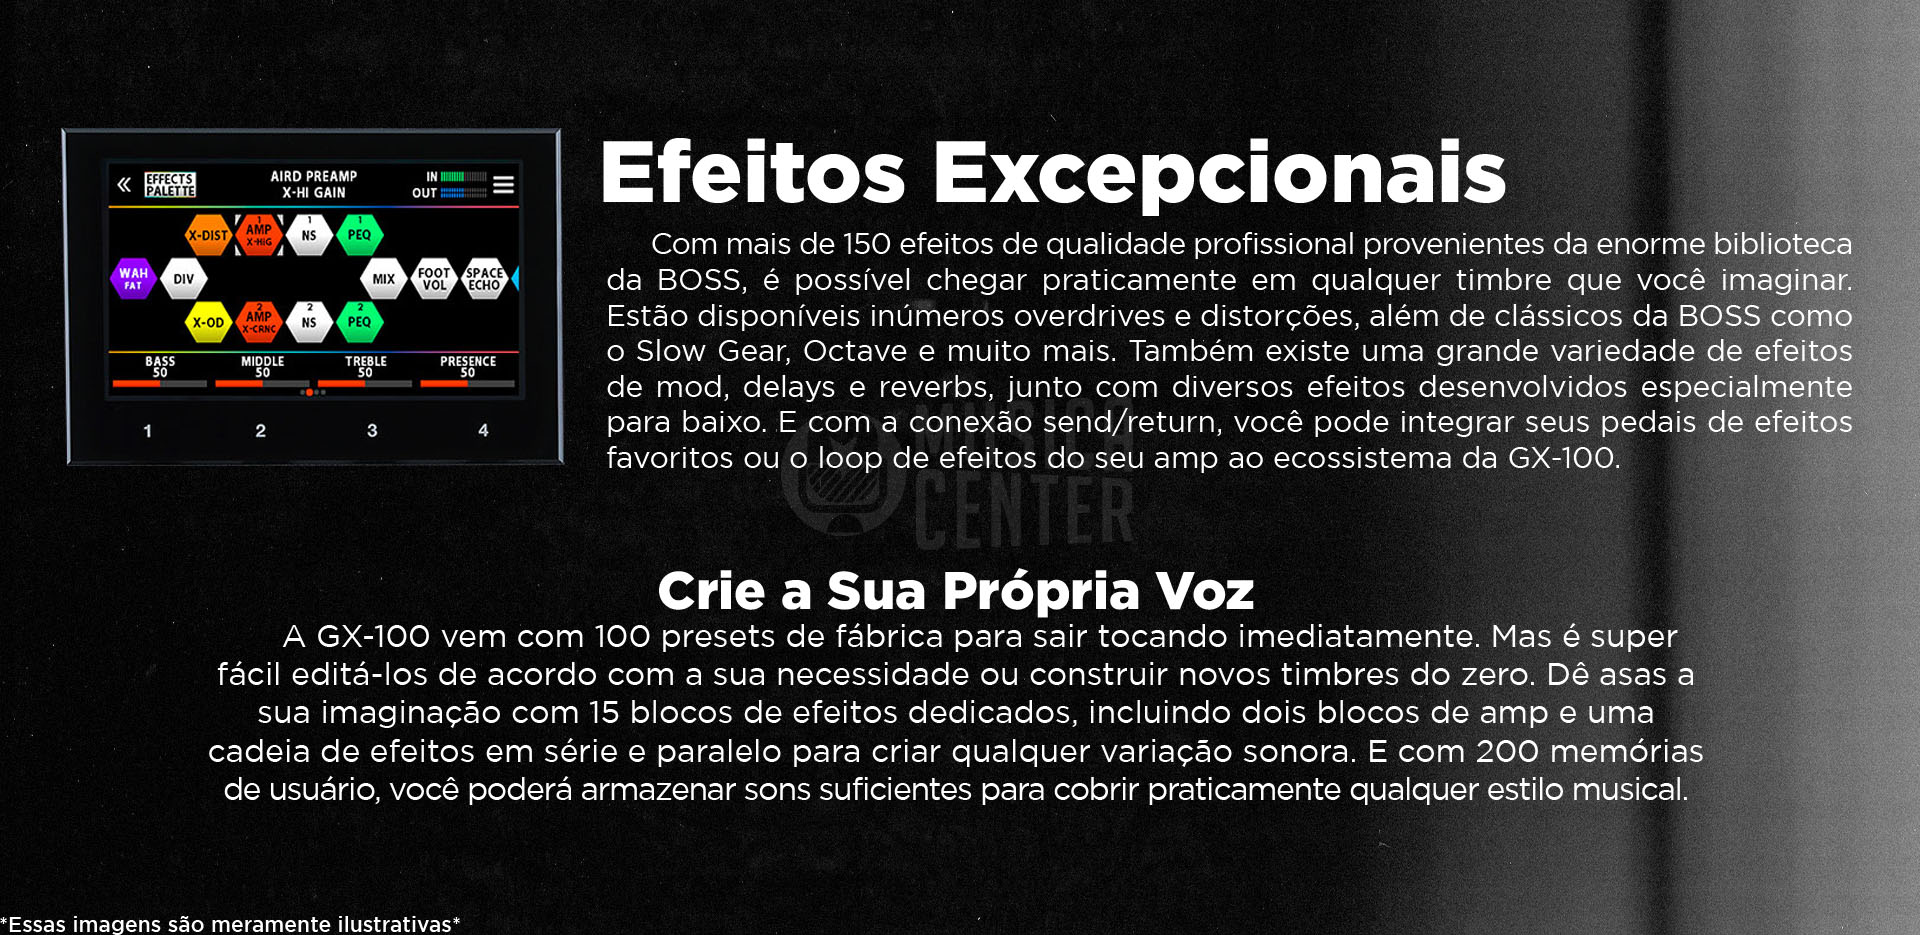 EFFECTS
PALETTE
AIRD PREAMP
X-HI GAIN
IN
OUT
X-DIST
1
AMP
X-HIG
1
NS
1
PEQ
WAH
FAT
DIV
MIX
FOOT
VOL
SPACE
ECHO
X-OD
2
AMP
X-CRNC
2
NS
2
PEQ
BASS
50
MIDDLE
50
TREBLE
50
PRESENCE
50
1 2 3 4
Efeitos Excepcionais
Com mais de 150 efeitos de qualidade profissional provenientes da enorme biblioteca
da BOSS, é possível chegar praticamente em qualquer timbre que você imaginar.
Estão disponíveis inúmeros overdrives e distorções, além de clássicos da BOSS como
o Slow Gear, Octave e muito mais. Também existe uma grande variedade de efeitos
de mod, delays e reverbs, junto com diversos efeitos desenvolvidos especialmente
para baixo. E com a conexão send/return, você pode integrar seus pedais de efeitos
favoritos ou o loop de efeitos do seu amp ao ecossistema da GX-100.
MUSICA
CENTER
Crie a Sua Própria Voz
A GX-100 vem com 100 presets de fábrica para sair tocando imediatamente. Mas é super
fácil editá-los de acordo com a sua necessidade ou construir novos timbres do zero. Dê asas a
sua imaginação com 15 blocos de efeitos dedicados, incluindo dois blocos de amp e uma
cadeia de efeitos em série e paralelo para criar qualquer variação sonora. E com 200 memórias
de usuário, você poderá armazenar sons suficientes para cobrir praticamente qualquer estilo musical.
*Essas imagens são meramente ilustrativas*